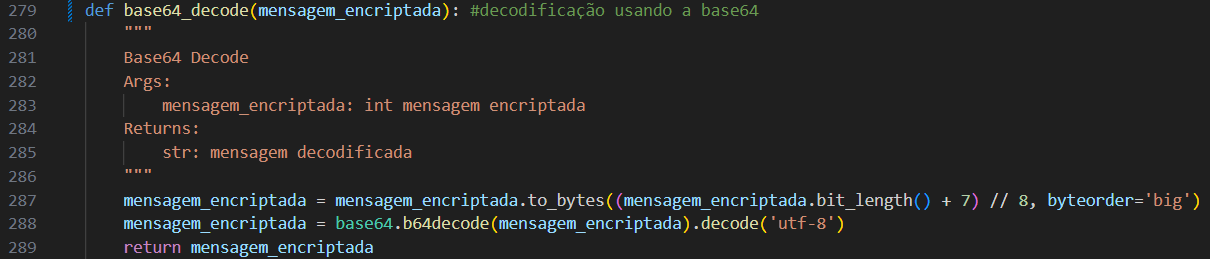 279 def base64_decode(mensagem_encriptada): #decodificação usando a base64
280     """
281     Base64 Decode
282     Args:
283         mensagem_encriptada: int mensagem encriptada
284     Returns:
285         str: mensagem decodificada
286     """
287     mensagem_encriptada = mensagem_encriptada.to_bytes((mensagem_encriptada.bit_length() + 7) // 8, byteorder='big')
288     mensagem_encriptada = base64.b64decode(mensagem_encriptada).decode('utf-8')
289     return mensagem_encriptada